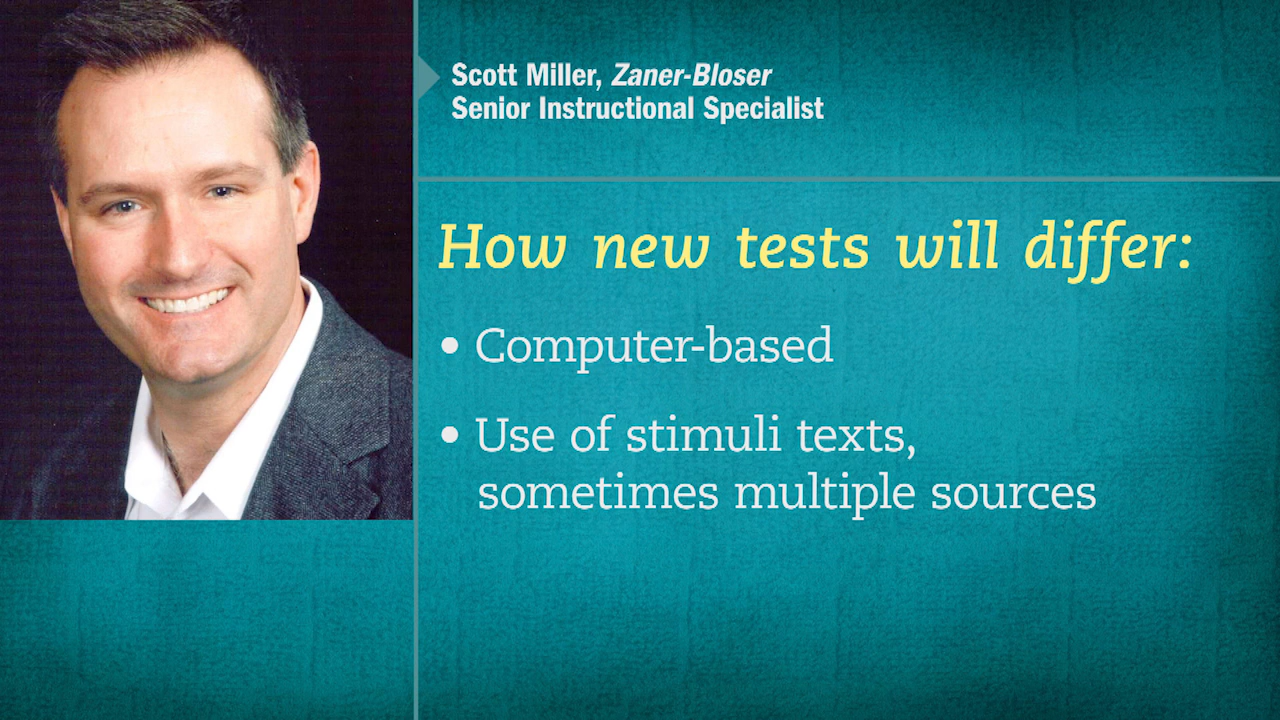 Scott Miller, Zaner-Bloser
Senior Instructional Specialist
How new tests will differ:
• Computer-based
• Use of stimuli texts,
sometimes multiple sources